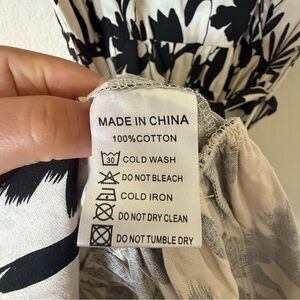 MADE IN CHINA
100%COTTON
30 COLD WASH
DO NOT BLEACH
COLD IRON
DO NOT DRY CLEAN
DO NOT TUMBLE DRY